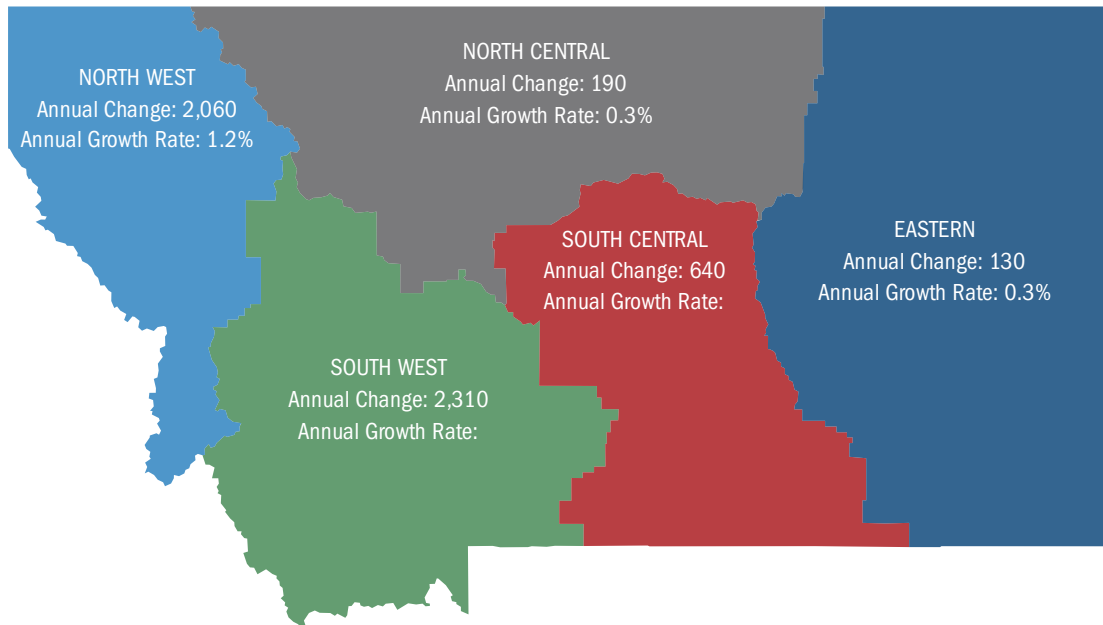 NORTH WEST
Annual Change: 2,060
Annual Growth Rate: 1.2%
NORTH CENTRAL
Annual Change: 190
Annual Growth Rate: 0.3%
SOUTH CENTRAL
Annual Change: 640
Annual Growth Rate:
EASTERN
Annual Change: 130
Annual Growth Rate: 0.3%
SOUTH WEST
Annual Change: 2,310
Annual Growth Rate: